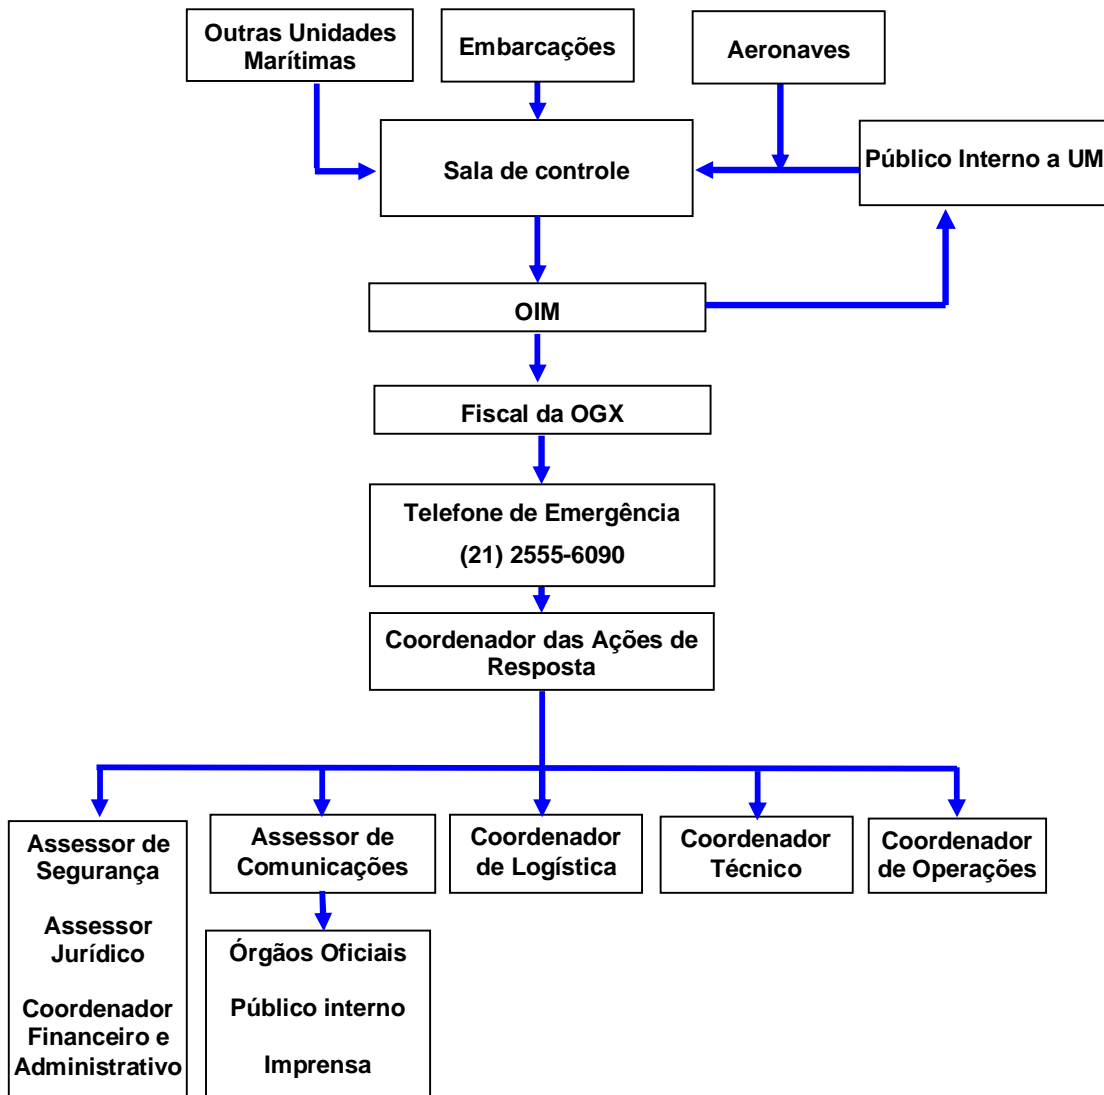 Outras Unidades
Marítimas
Embarcações
Aeronaves
Sala de controle
Público Interno a UM
OIM
Fiscal da OGX
Telefone de Emergência
(21) 2555-6090
Coordenador das Ações de
Resposta
Assessor de
Segurança
Assessor
Jurídico
Coordenador
Financeiro e
Administrativo
Assessor de
Comunicações
Órgãos Oficiais
Público interno
Imprensa
Coordenador
de Logística
Coordenador
Técnico
Coordenador
de Operações